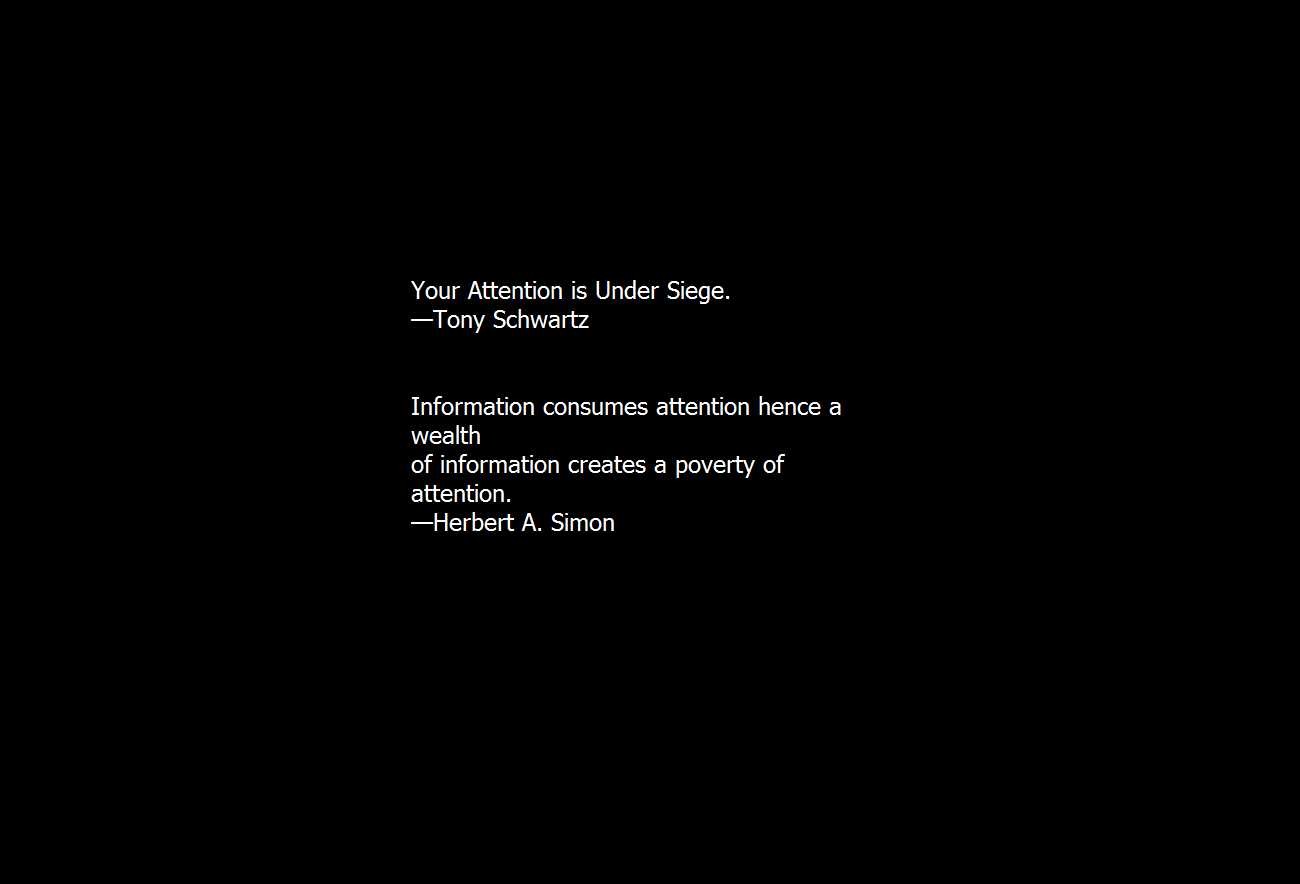 Your Attention is Under Siege.
—Tony Schwartz
Information consumes attention hence a
wealth
of information creates a poverty of
attention.
—Herbert A. Simon